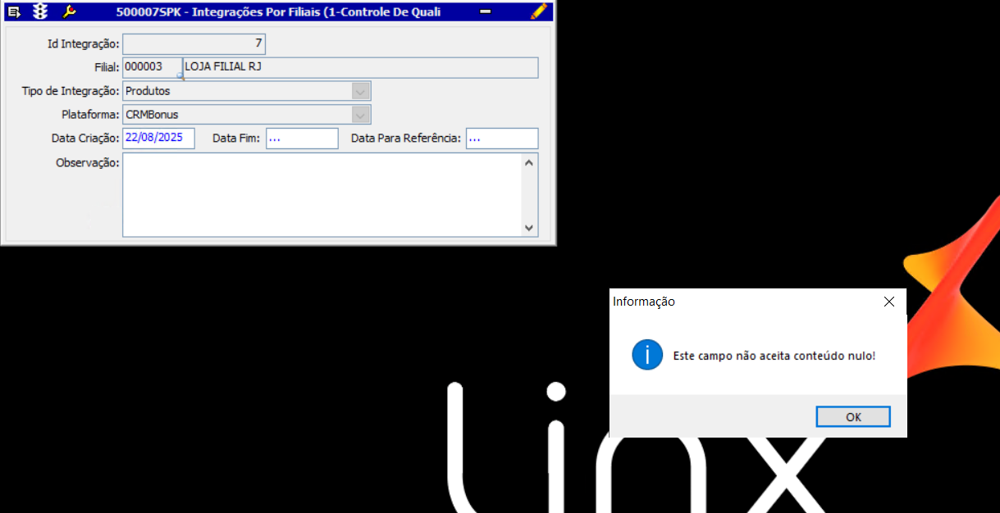 500007SPK - Integrações Por Filiais (1-Controle De Quali
Id Integração: 7
Filial: 000003 LOJA FILIAL RJ
Tipo de Integração: Produtos
Plataforma: CRMBonus
Data Criação: 22/08/2025 Data Fim: ... Data Para Referência: ...
Observação:
Informação
Este campo não aceita conteúdo nulo!
OK
linx